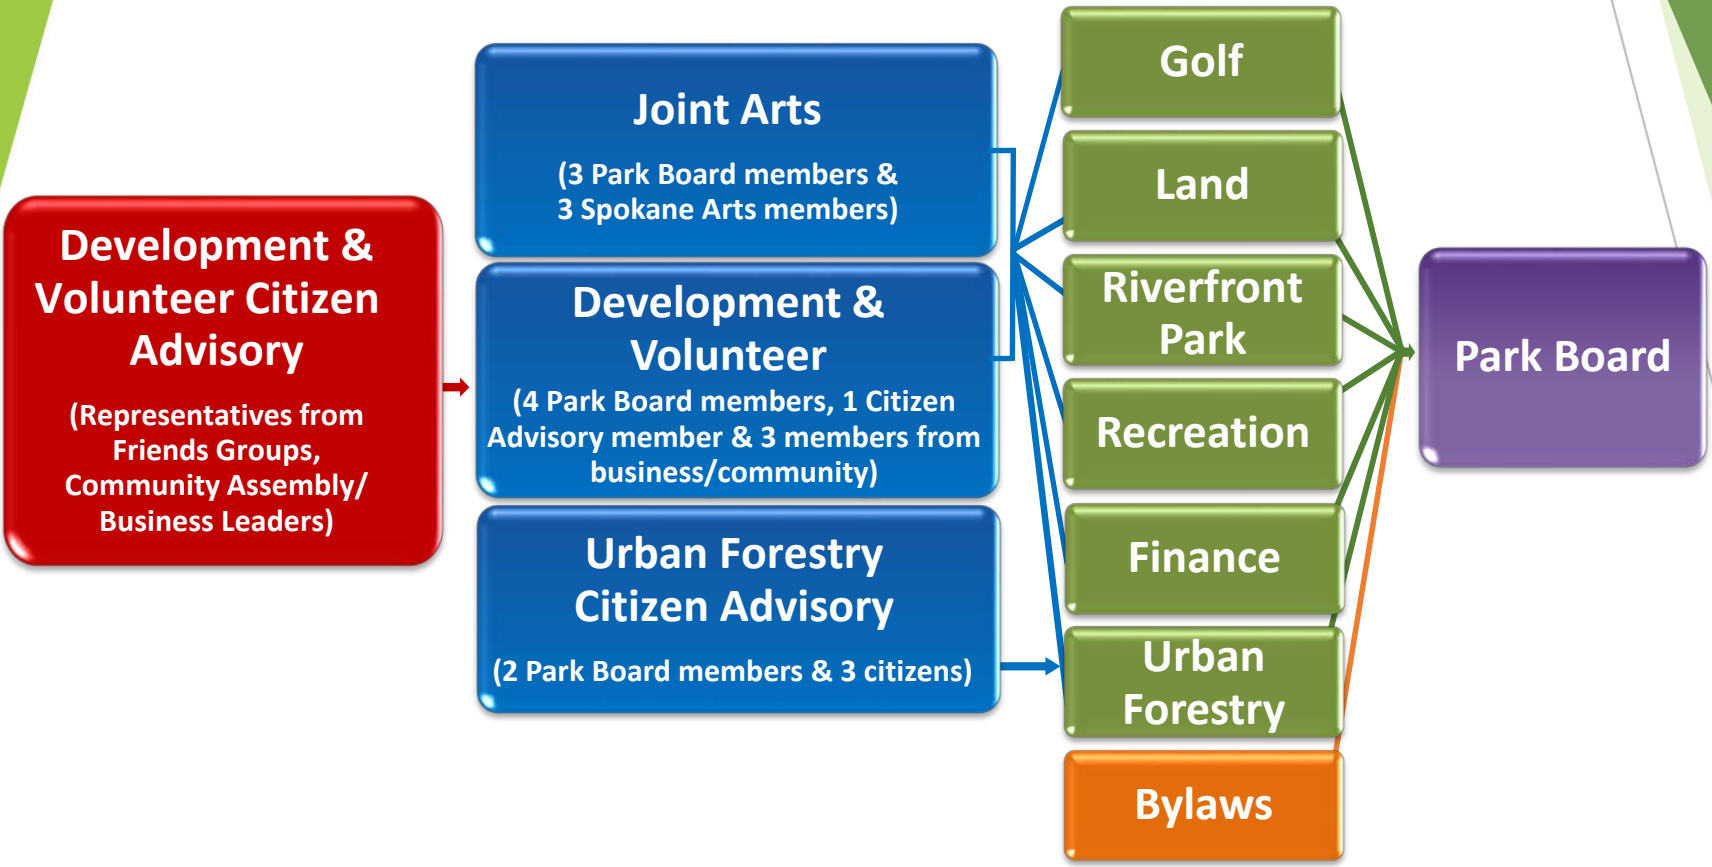 Development &
Volunteer Citizen
Advisory
(Representatives from
Friends Groups,
Community Assembly/
Business Leaders)
Joint Arts
(3 Park Board members &
3 Spokane Arts members)
Development &
Volunteer
(4 Park Board members, 1 Citizen
Advisory member & 3 members from
business/community)
Urban Forestry
Citizen Advisory
(2 Park Board members & 3 citizens)
Golf
Land
Riverfront
Park
Recreation
Finance
Urban
Forestry
Bylaws
Park Board